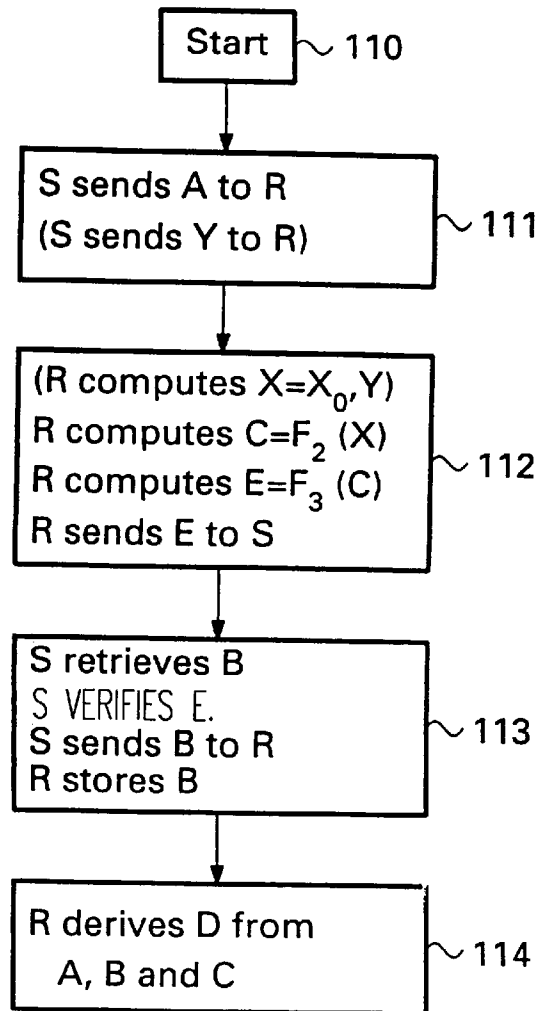 Start
110
S sends A to R
(S sends Y to R)
111
(R computes X=X₀,Y)
R computes C=F₂ (X)
R computes E=F₃ (C)
R sends E to S
112
S retrieves B
S VERIFIES E.
S sends B to R
R stores B
113
R derives D from
A, B and C
114